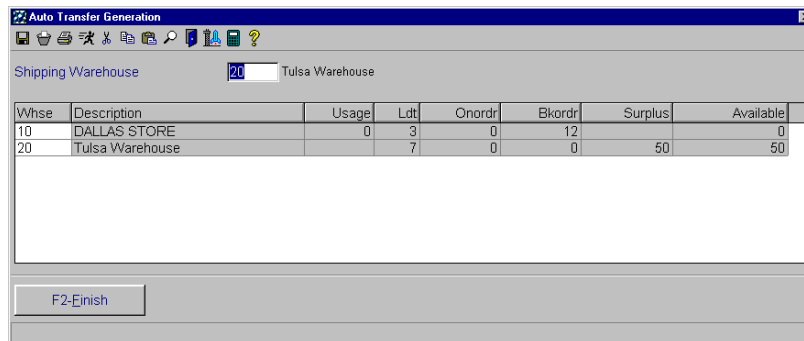 Auto Transfer Generation
Shipping Warehouse 20 Tulsa Warehouse
Whse Description Usage Ldt Onordr Bkordr Surplus Available
10 DALLAS STORE 0 3 0 12 0
20 Tulsa Warehouse 7 0 0 50 50
F2-Finish